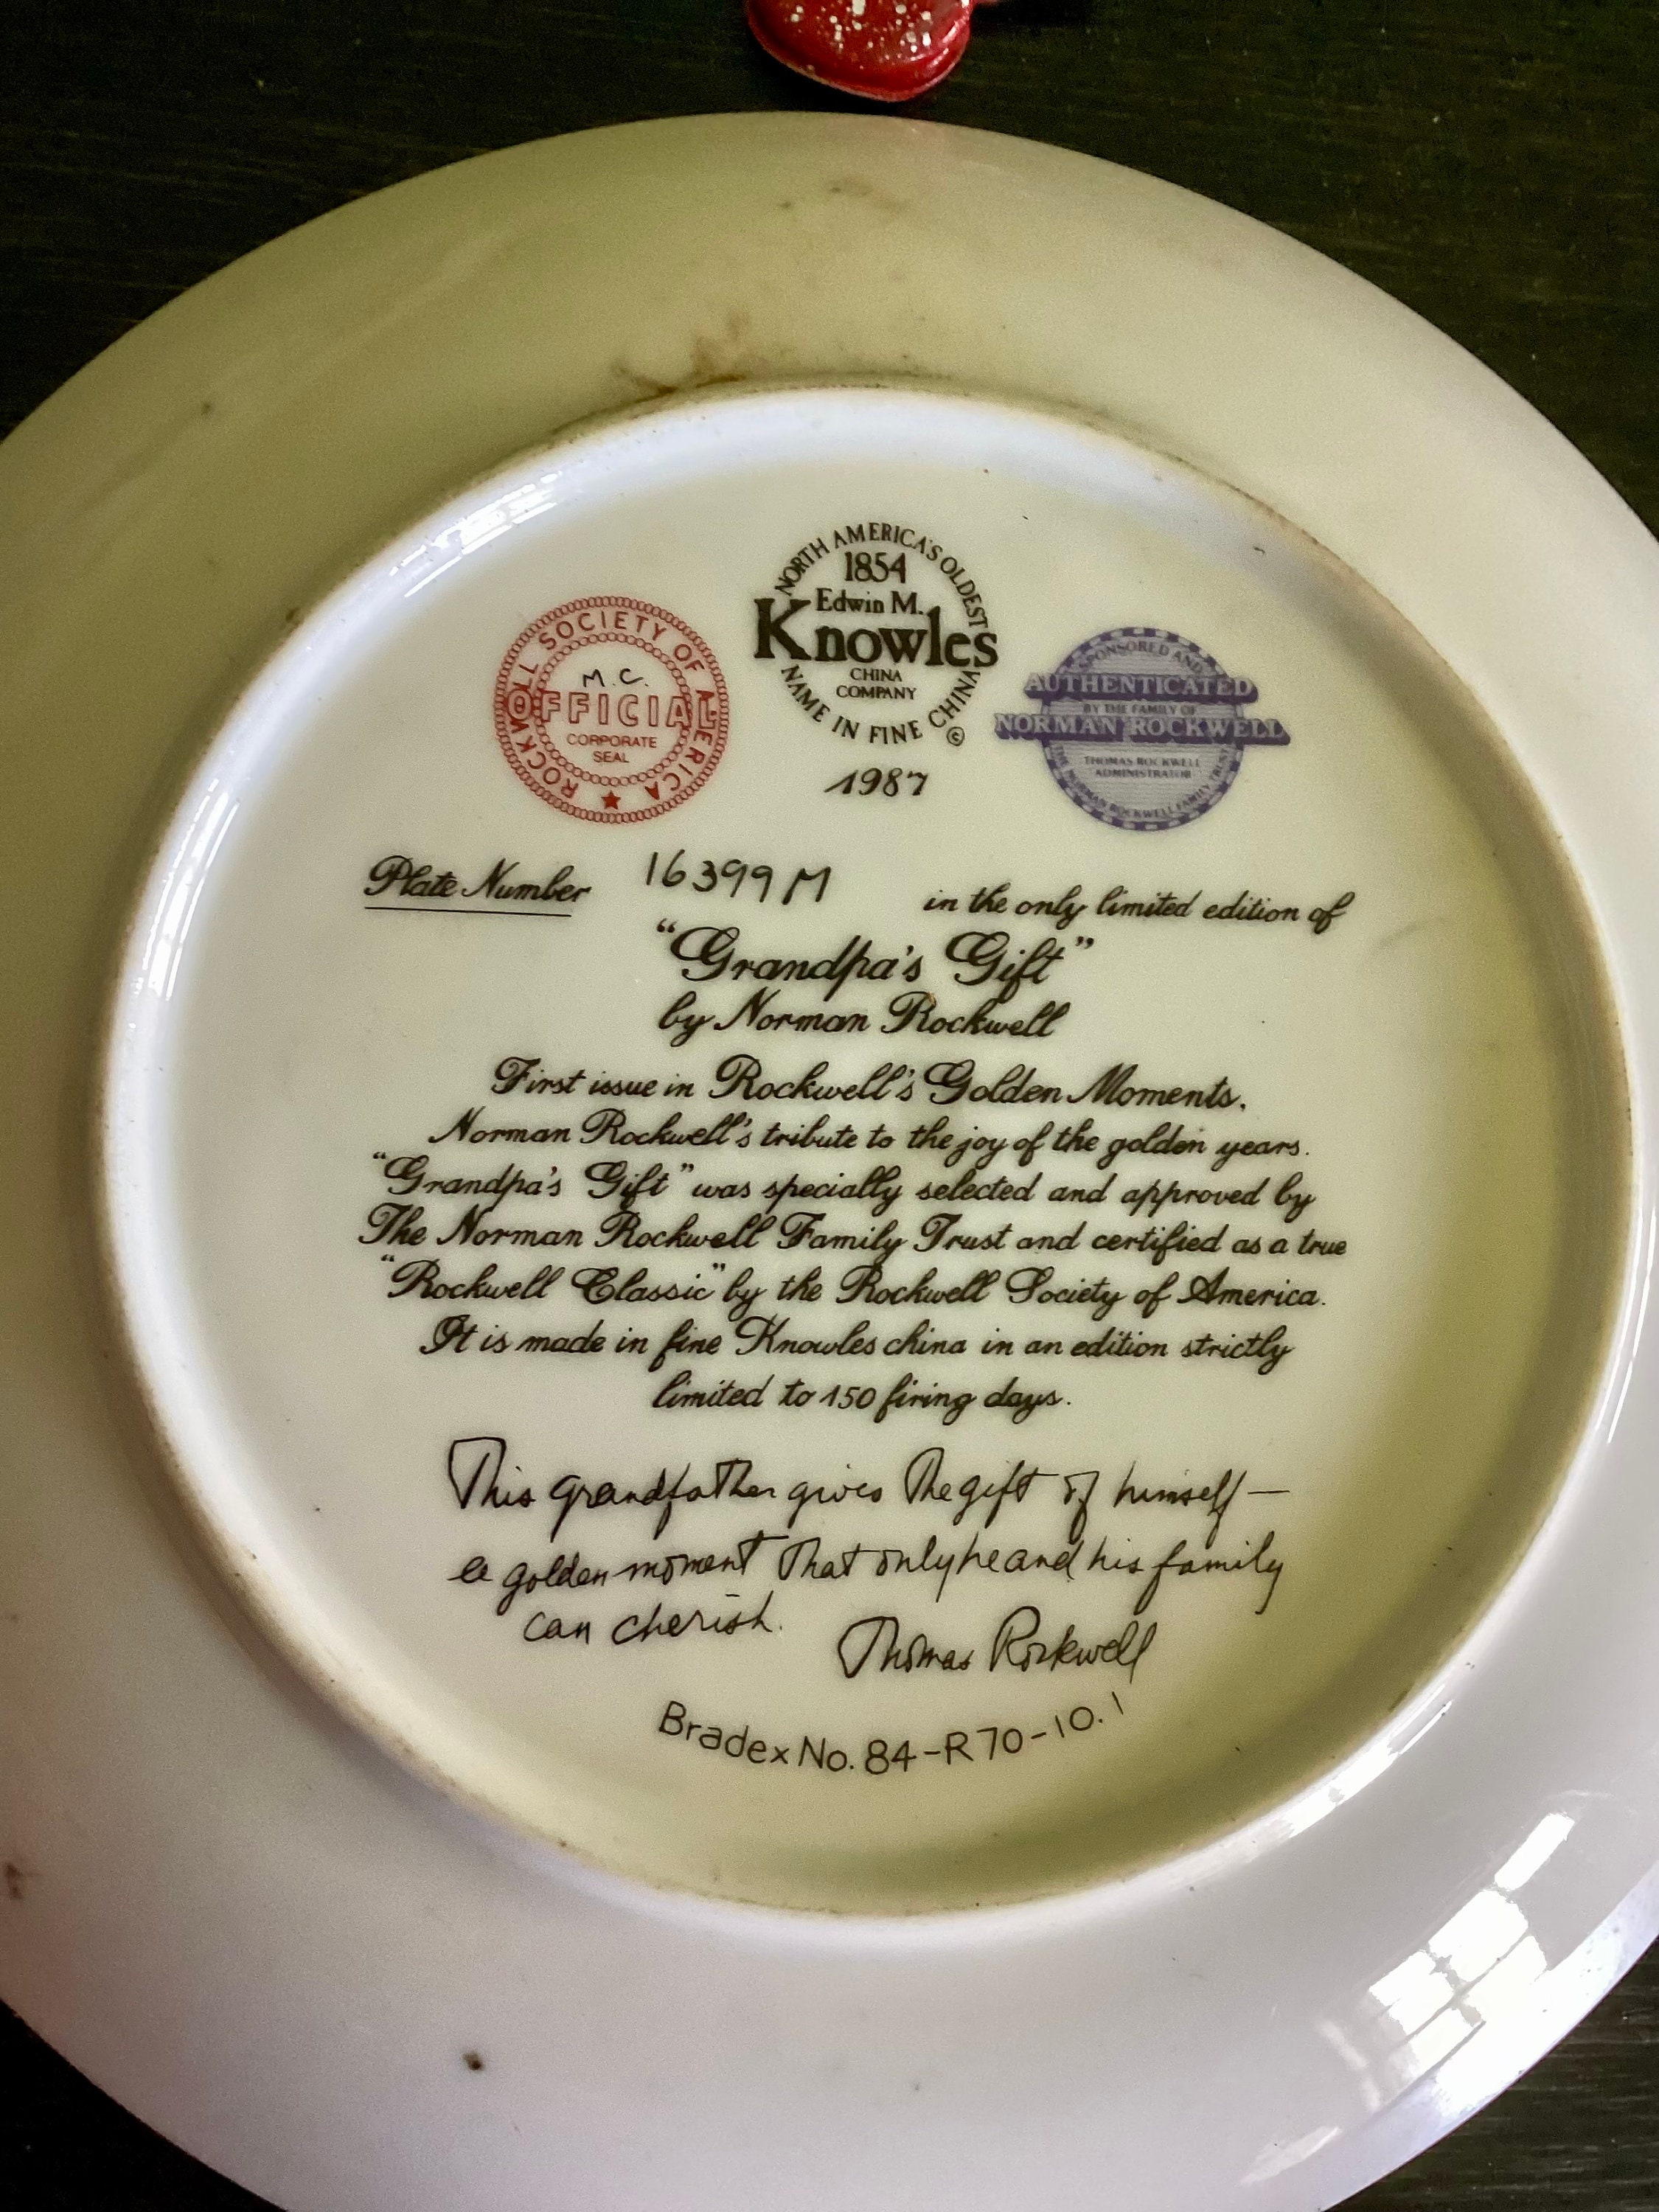 NORTH AMERICA'S OLDEST
1854
Edwin M.
Knowles
CHINA
COMPANY
NAME IN FINE CHINA ©
1987
ROCKWELL SOCIETY OF AMERICA
M.C.
OFFICIAL
CORPORATE
SEAL
SPONSORED AND
AUTHENTICATED
BY THE FAMILY OF
NORMAN ROCKWELL
THOMAS ROCKWELL
ADMINISTRATOR
THE NORMAN ROCKWELL FAMILY TRUST
Plate Number 16399M in the only limited edition of
“Grandpa's Gift”
by Norman Rockwell
First issue in Rockwell's Golden Moments.
Norman Rockwell's tribute to the joy of the golden years.
“Grandpa's Gift” was specially selected and approved by
The Norman Rockwell Family Trust and certified as a true
“Rockwell Classic” by the Rockwell Society of America.
It is made in fine Knowles china in an edition strictly
limited to 150 firing days.
This grandfather gives the gift of himself—
a golden moment that only he and his family
can cherish.
Thomas Rockwell
Bradex No. 84-R70-10.1